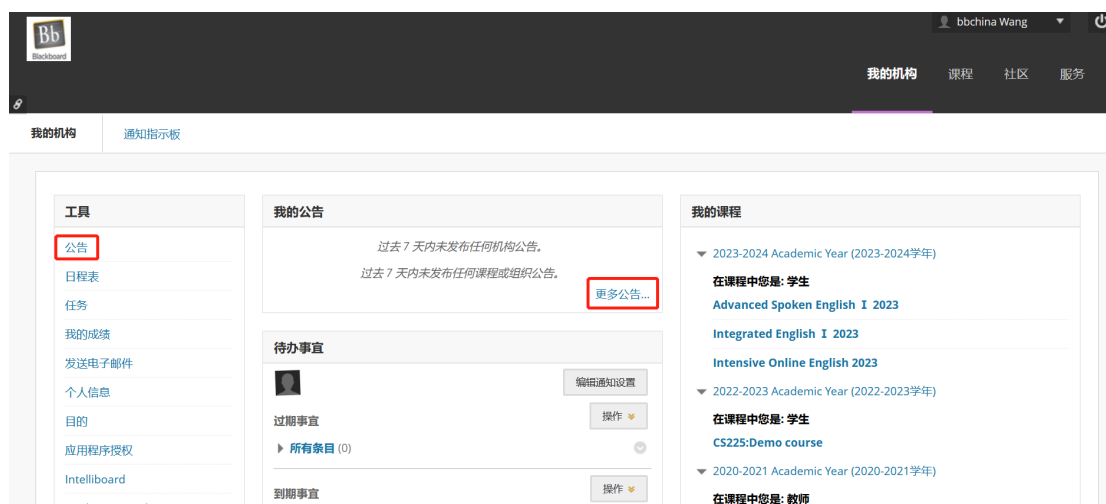 Bb
Blackboard
bbchina Wang
我的机构 课程 社区 服务
我的机构 通知指示板
工具
公告
日程表
任务
我的成绩
发送电子邮件
个人信息
目的
应用程序授权
Intelliboard
我的公告
过去 7 天内未发布任何机构公告。
过去 7 天内未发布任何课程或组织公告。
更多公告...
待办事宜
编辑通知设置
过期事宜 操作
所有条目 (0)
到期事宜 操作
我的课程
2023-2024 Academic Year (2023-2024学年)
在课程中您是: 学生
Advanced Spoken English Ⅰ 2023
Integrated English Ⅰ 2023
Intensive Online English 2023
2022-2023 Academic Year (2022-2023学年)
在课程中您是: 学生
CS225:Demo course
2020-2021 Academic Year (2020-2021学年)
在课程中您是: 教师